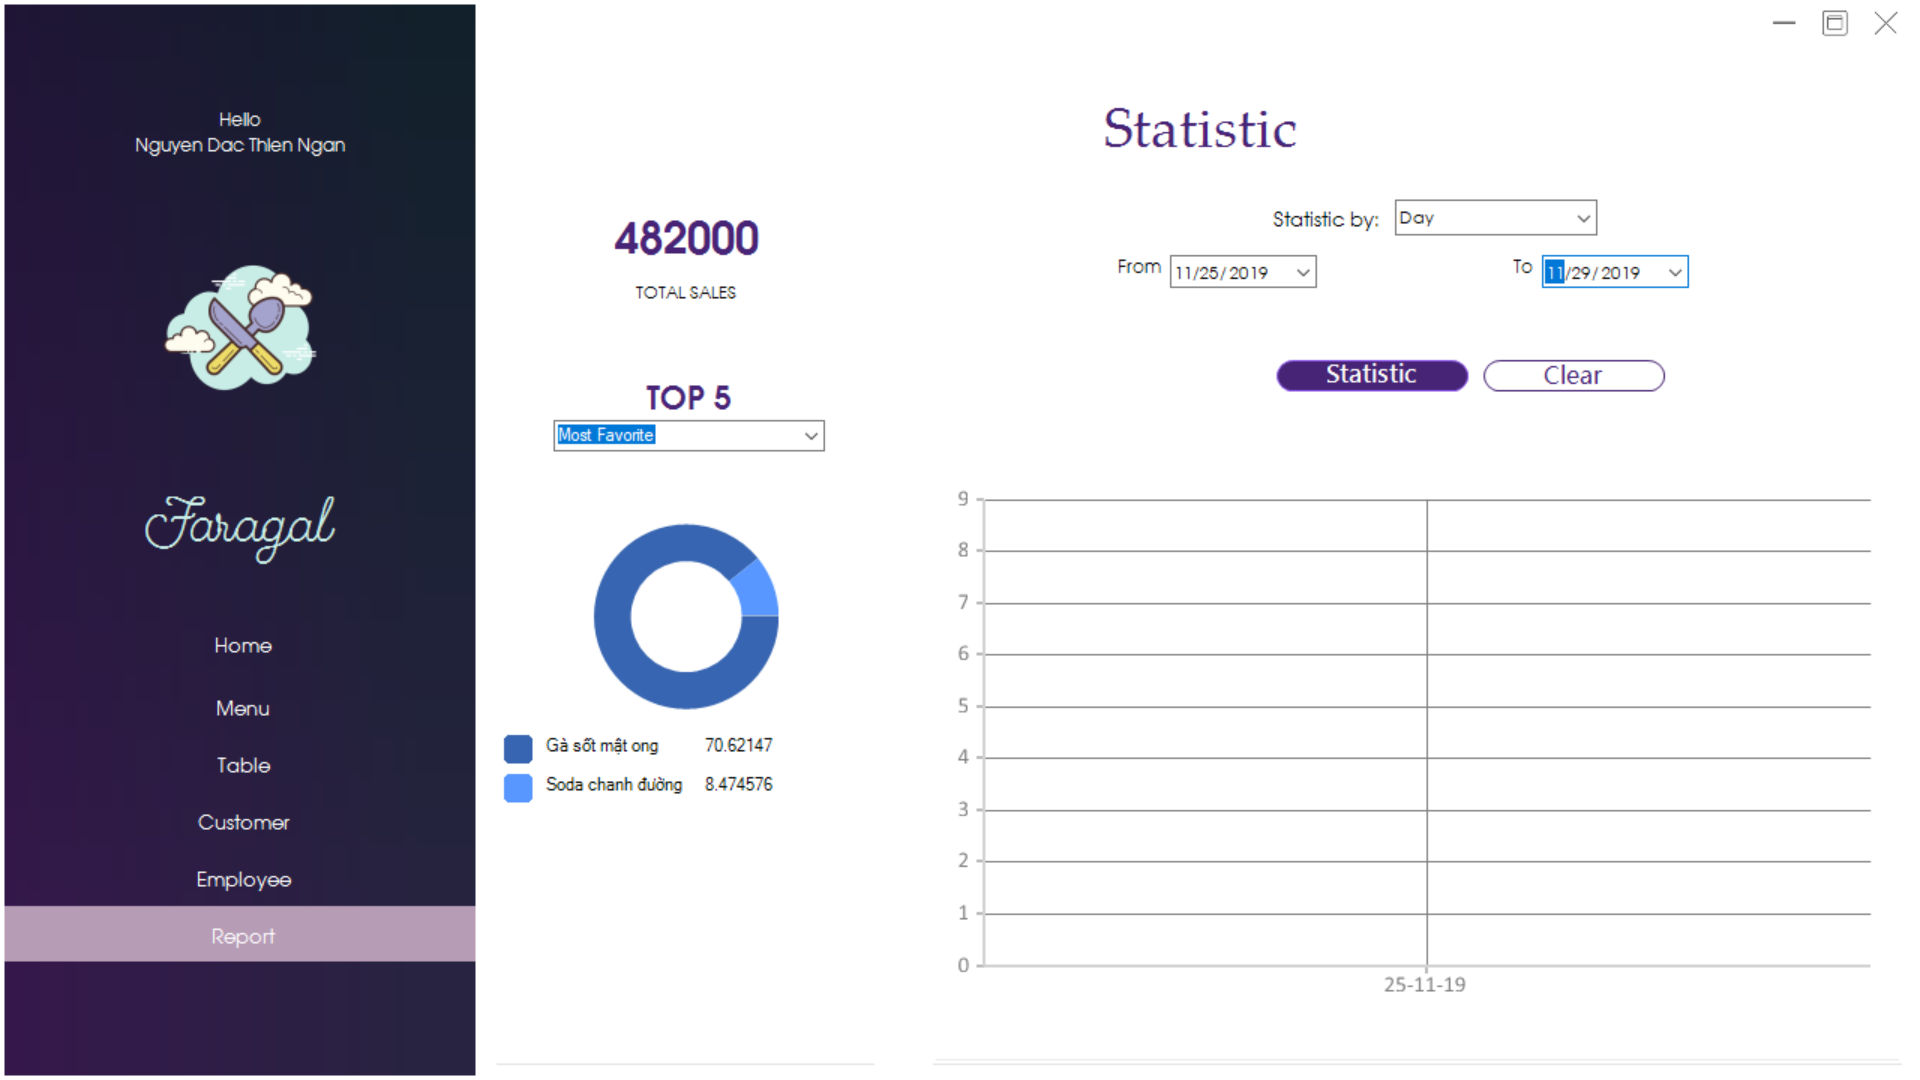 Hello
Nguyen Dac Thien Ngan
Faragal
Home
Menu
Table
Customer
Employee
Report
482000
TOTAL SALES
TOP 5
Most Favorite
Gà sốt mật ong 70.62147
Soda chanh đường 8.474576
Statistic
Statistic by: Day
From 11/25/2019 To 11/29/2019
Statistic Clear
9
8
7
6
5
4
3
2
1
0
25-11-19